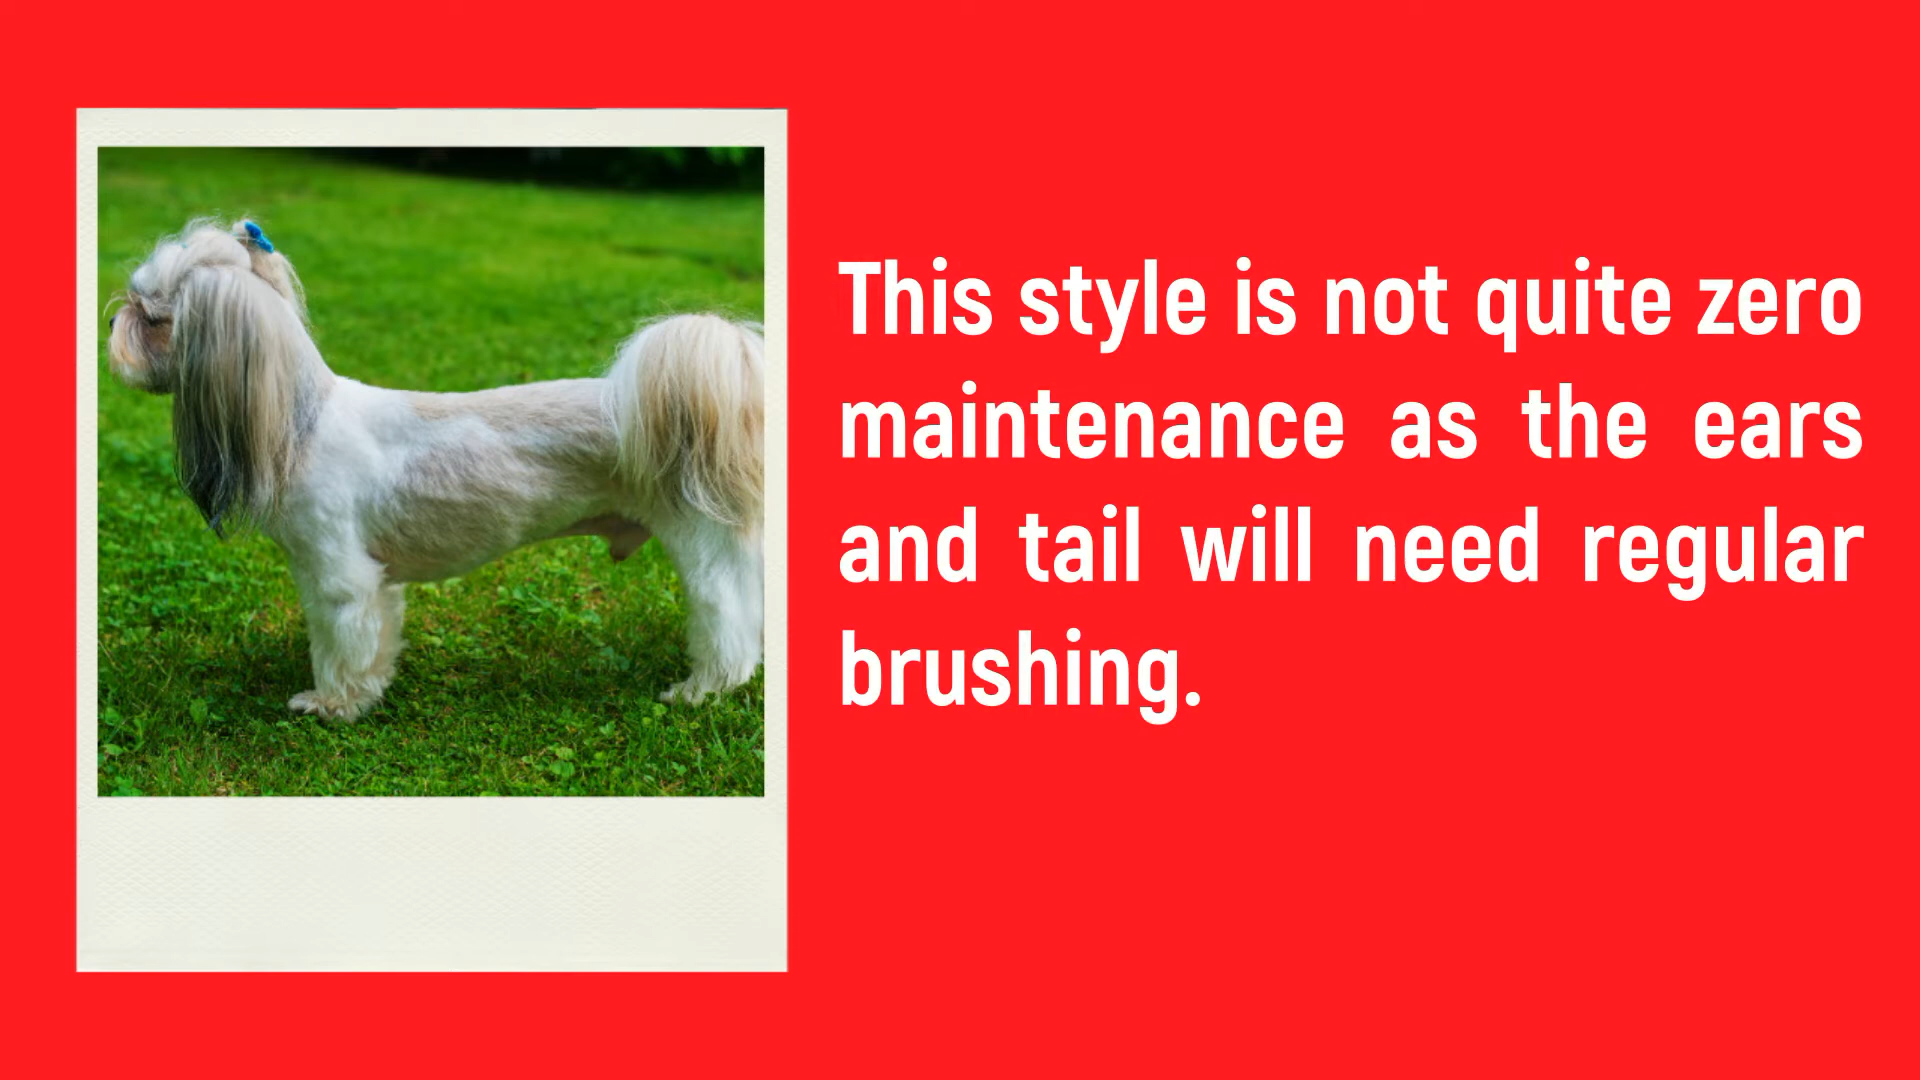 This style is not quite zero
maintenance as the ears
and tail will need regular
brushing.